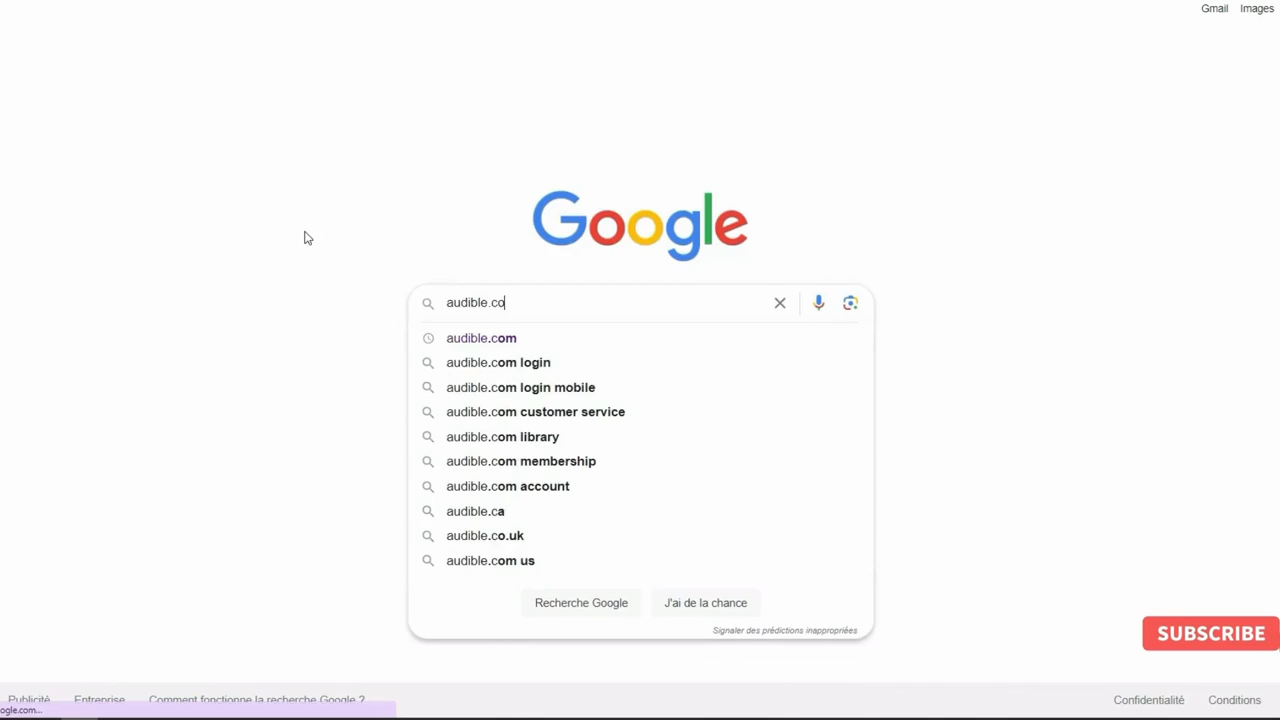 Gmail Images
Google
audible.co
audible.com
audible.com login
audible.com login mobile
audible.com customer service
audible.com library
audible.com membership
audible.com account
audible.ca
audible.co.uk
audible.com us
Recherche Google J'ai de la chance
Signaler des prédictions inappropriées
SUBSCRIBE
Publicité Entreprise Comment fonctionne la recherche Google ? Confidentialité Conditions
ogle.com...